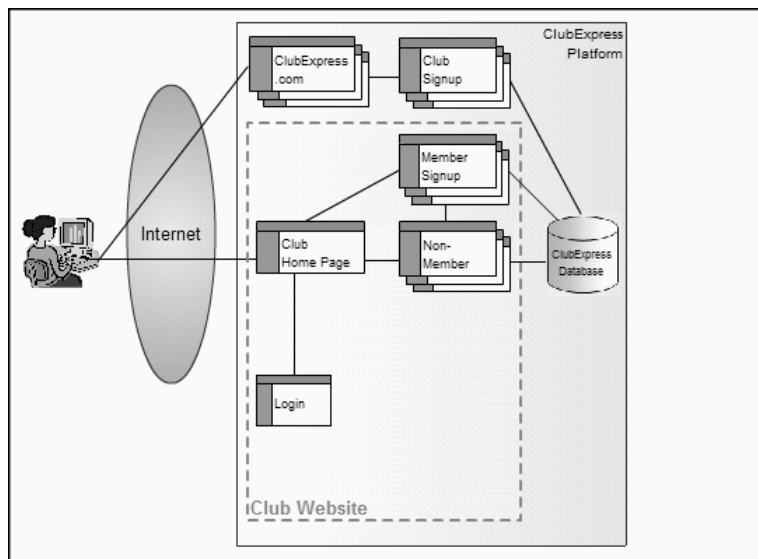 ClubExpress
Platform
ClubExpress
.com
Club
Signup
Member
Signup
Internet
Club
Home Page
Non-
Member
ClubExpress
Database
Login
Club Website